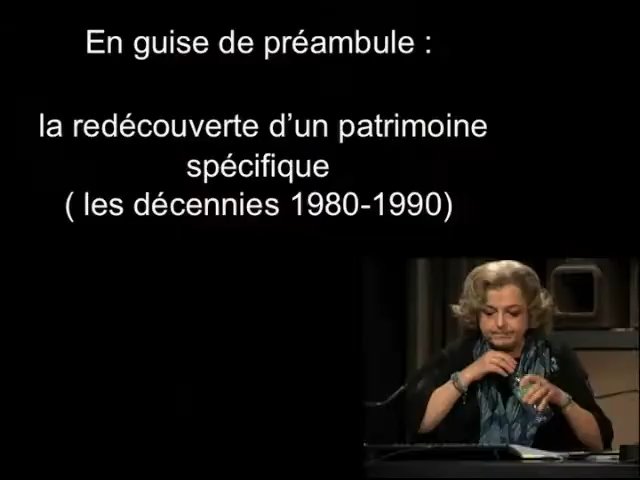 En guise de préambule :
la redécouverte d’un patrimoine
spécifique
( les décennies 1980-1990)